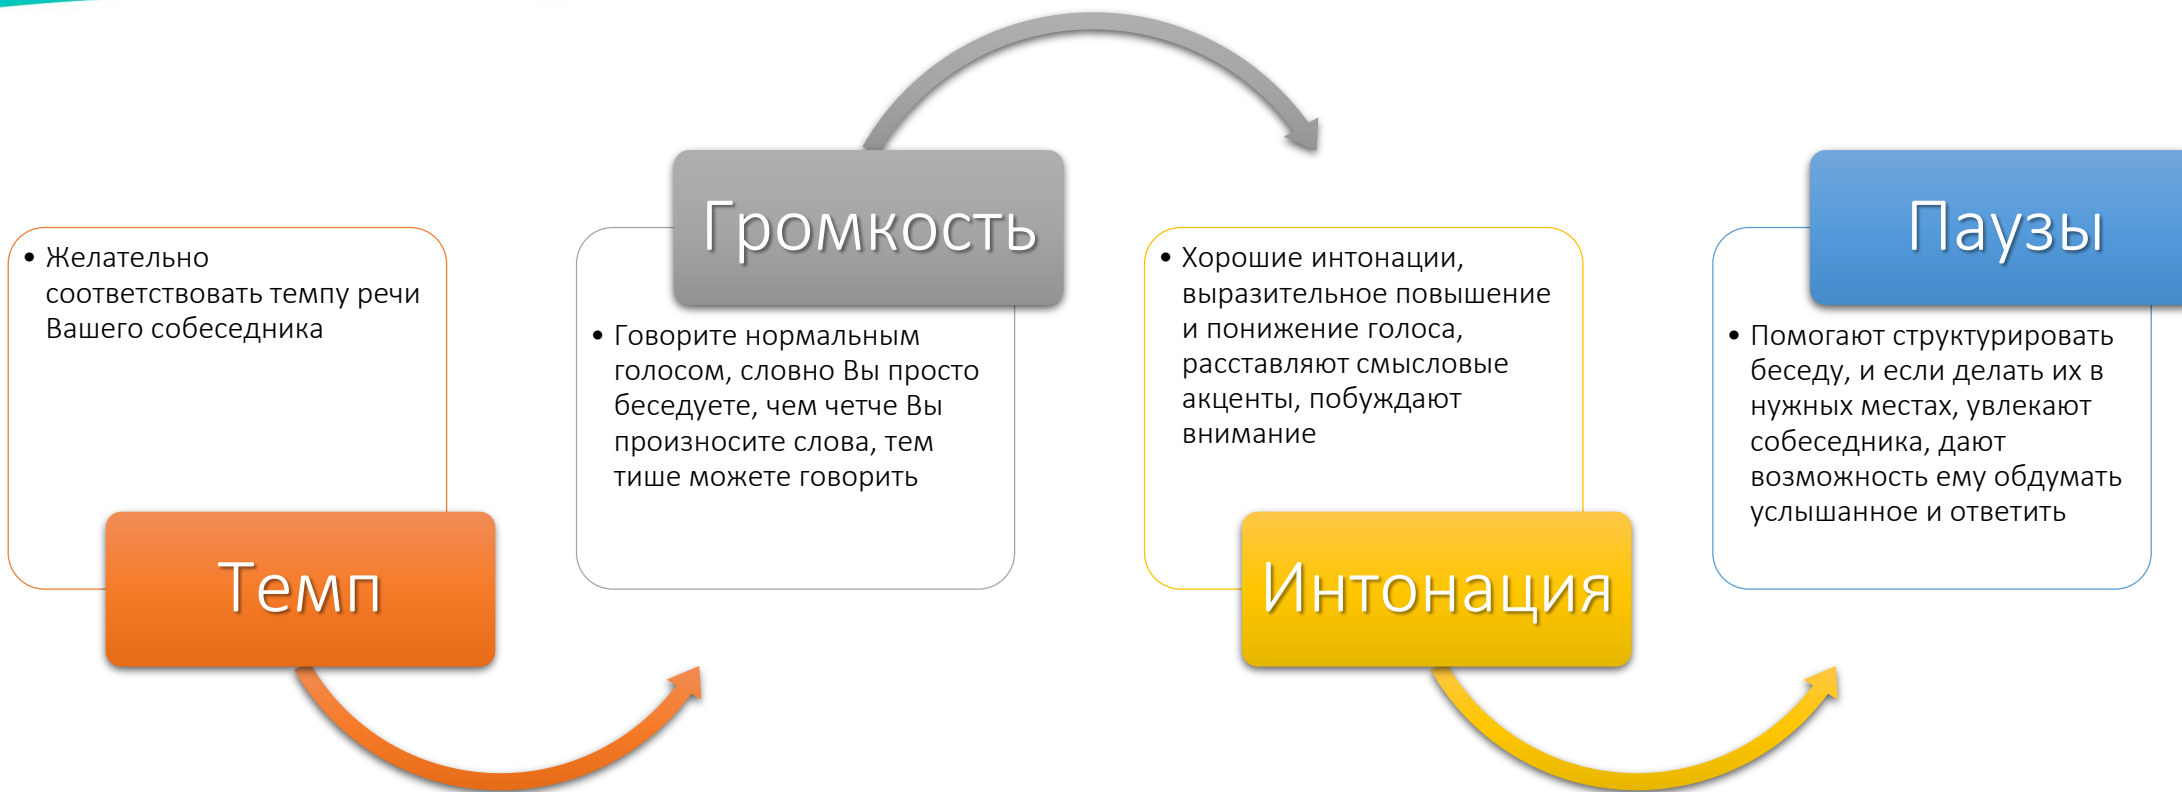 • Желательно
соответствовать темпу речи
Вашего собеседника
Темп
Громкость
• Говорите нормальным
голосом, словно Вы просто
беседуете, чем четче Вы
произносите слова, тем
тише можете говорить
• Хорошие интонации,
выразительное повышение
и понижение голоса,
расставляют смысловые
акценты, побуждают
внимание
Интонация
Паузы
• Помогают структурировать
беседу, и если делать их в
нужных местах, увлекают
собеседника, дают
возможность ему обдумать
услышанное и ответить